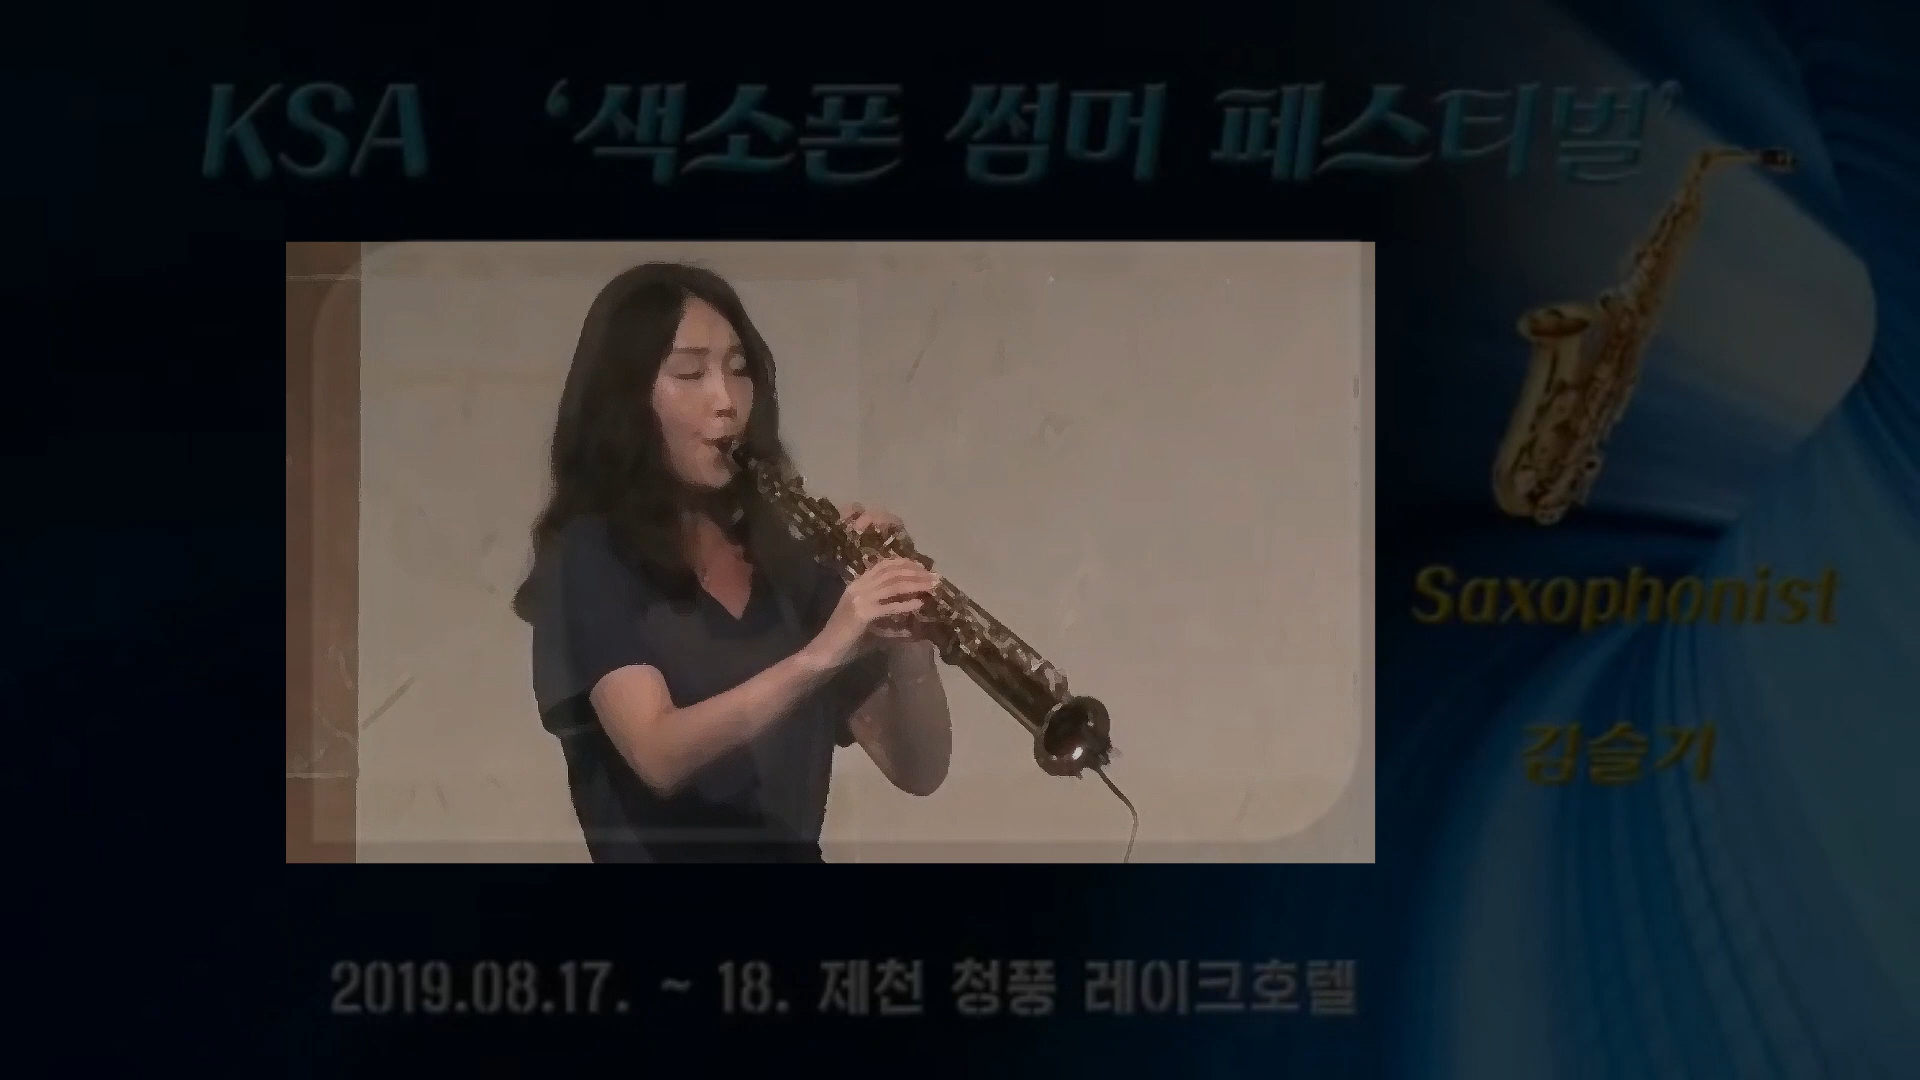 KSA '색소폰 썸머 페스티벌'
Saxophonist
김슬기
2019.08.17. ~ 18. 제천 청풍 레이크호텔